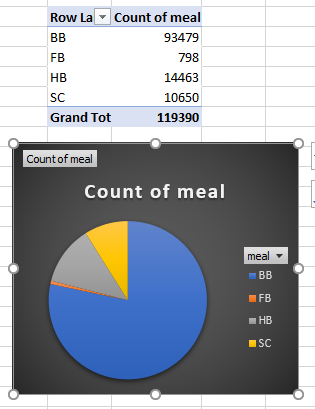 Row La Count of meal
BB 93479
FB 798
HB 14463
SC 10650
Grand Tot 119390
Count of meal
Count of meal
meal
BB
FB
HB
SC